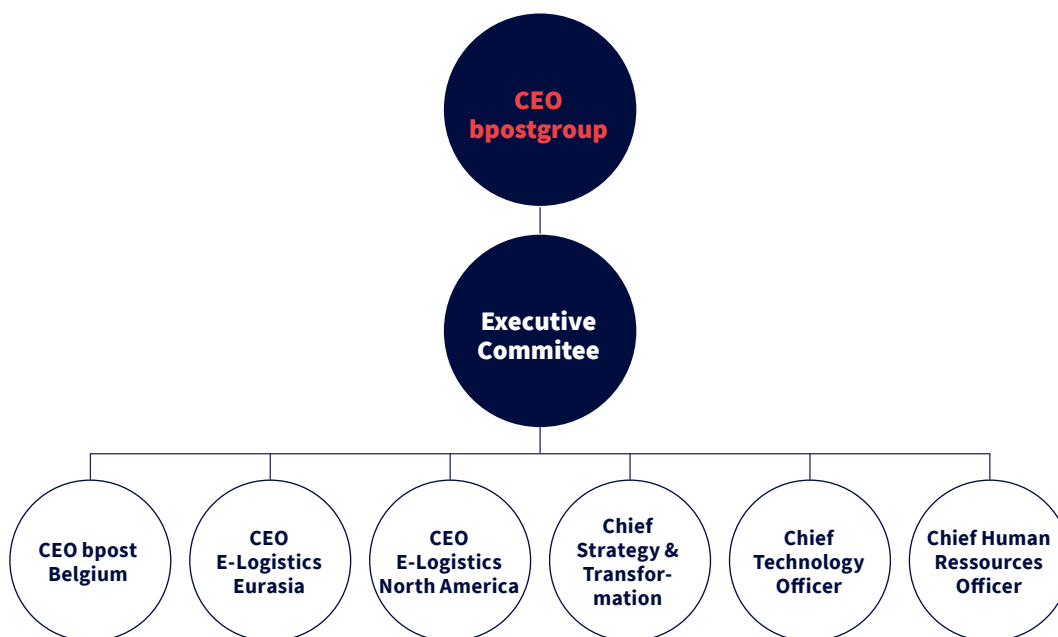 CEO
bpostgroup
Executive
Commitee
CEO bpost
Belgium
CEO
E-Logistics
Eurasia
CEO
E-Logistics
North America
Chief
Strategy &
Transfor-
mation
Chief
Technology
Officer
Chief Human
Ressources
Officer